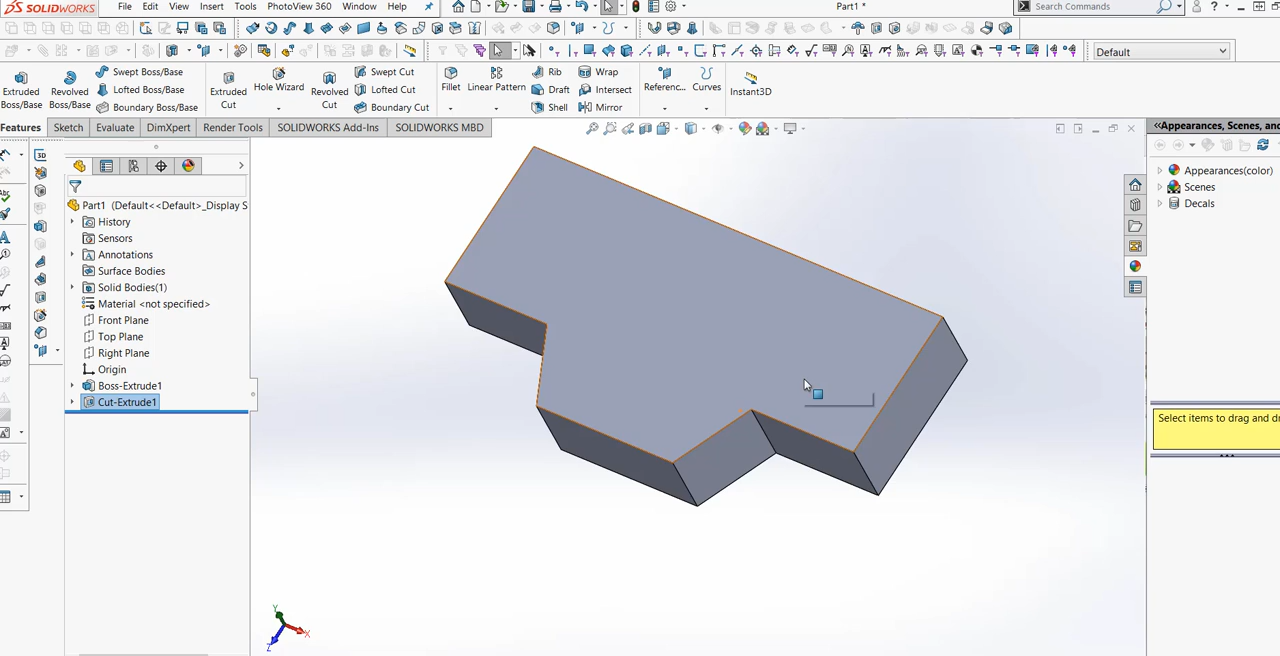 SOLIDWORKS File Edit View Insert Tools PhotoView 360 Window Help Part1 * Search Commands ?
Default
Extruded Boss/Base
Revolved Boss/Base
Swept Boss/Base
Lofted Boss/Base
Boundary Boss/Base
Extruded Cut
Hole Wizard
Revolved Cut
Swept Cut
Lofted Cut
Boundary Cut
Fillet
Linear Pattern
Rib
Draft
Shell
Wrap
Intersect
Mirror
Referenc...
Curves
Instant3D
Features Sketch Evaluate DimXpert Render Tools SOLIDWORKS Add-Ins SOLIDWORKS MBD
<<Appearances, Scenes, and
3D
Part1 (Default<<Default>_Display S
History
Sensors
Annotations
Surface Bodies
Solid Bodies(1)
Material <not specified>
Front Plane
Top Plane
Right Plane
Origin
Boss-Extrude1
Cut-Extrude1
Appearances(color)
Scenes
Decals
Select items to drag and dr
Y
X
Z